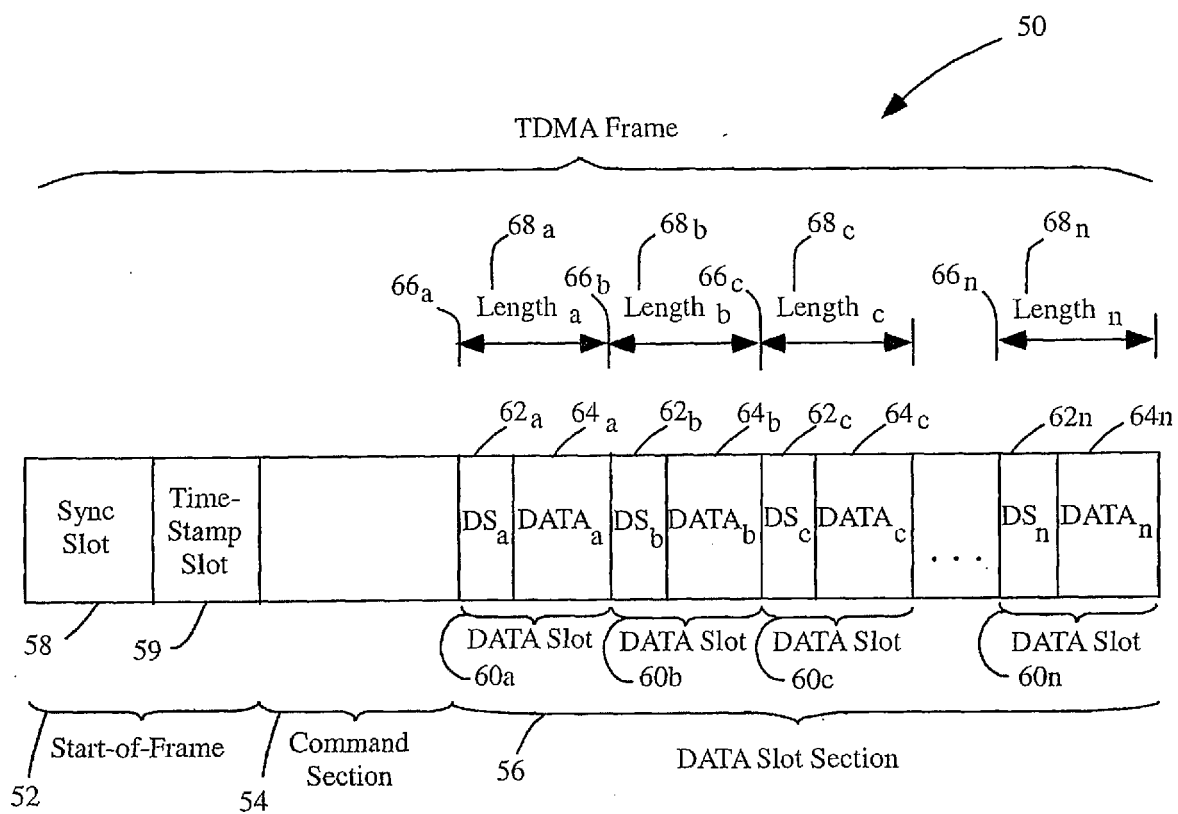 50
TDMA Frame
68a 68b 68c 68n
66a 66b 66c 66n
Length a Length b Length c Length n
62a 64a 62b 64b 62c 64c 62n 64n
Sync
Slot
Time-
Stamp
Slot
DSa DATAa DSb DATAb DSc DATAc . . . DSn DATAn
58 59
DATA Slot DATA Slot DATA Slot DATA Slot
60a 60b 60c 60n
Start-of-Frame
Command
Section
DATA Slot Section
52 54 56